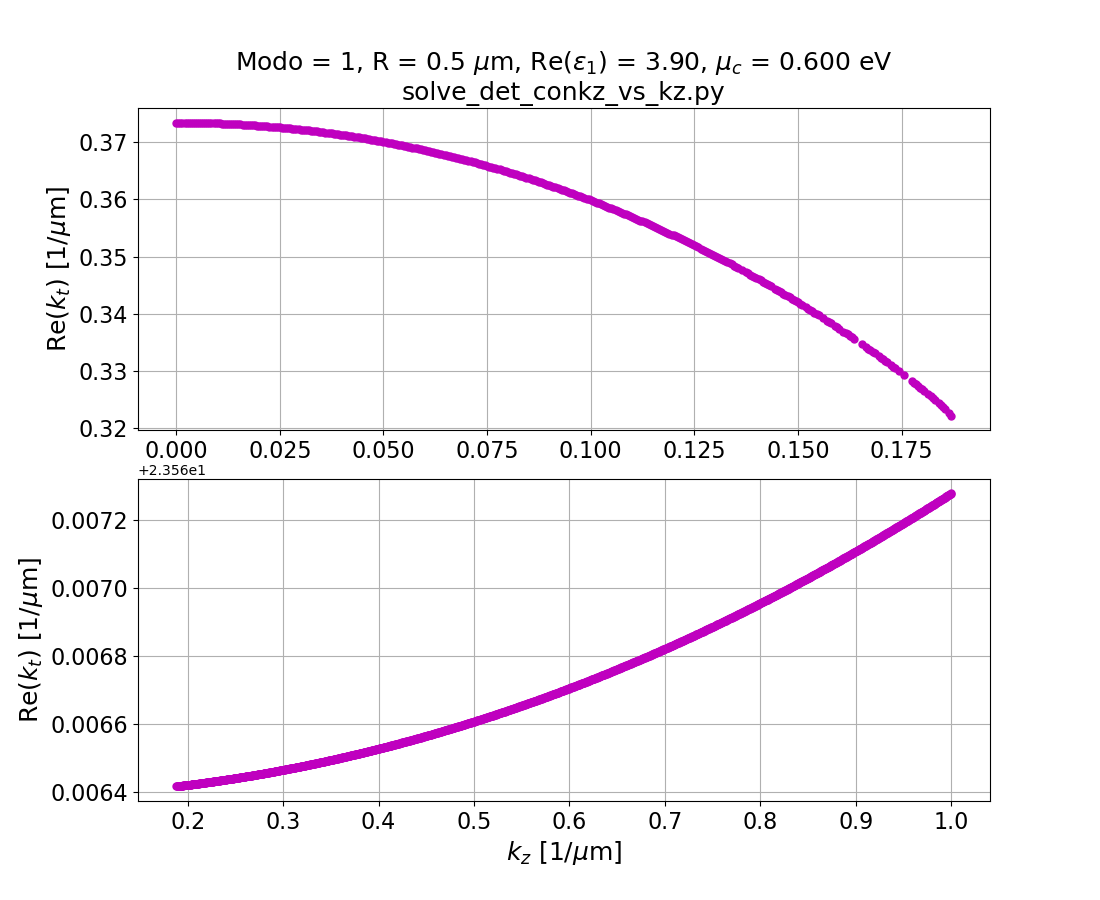 Modo = 1, R = 0.5 μm, Re(ε₁) = 3.90, μ_c = 0.600 eV
solve_det_conkz_vs_kz.py
Re(k_t) [1/μm]
0.37
0.36
0.35
0.34
0.33
0.32
0.000 0.025 0.050 0.075 0.100 0.125 0.150 0.175
+2.356e1
Re(k_t) [1/μm]
0.0072
0.0070
0.0068
0.0066
0.0064
0.2 0.3 0.4 0.5 0.6 0.7 0.8 0.9 1.0
k_z [1/μm]